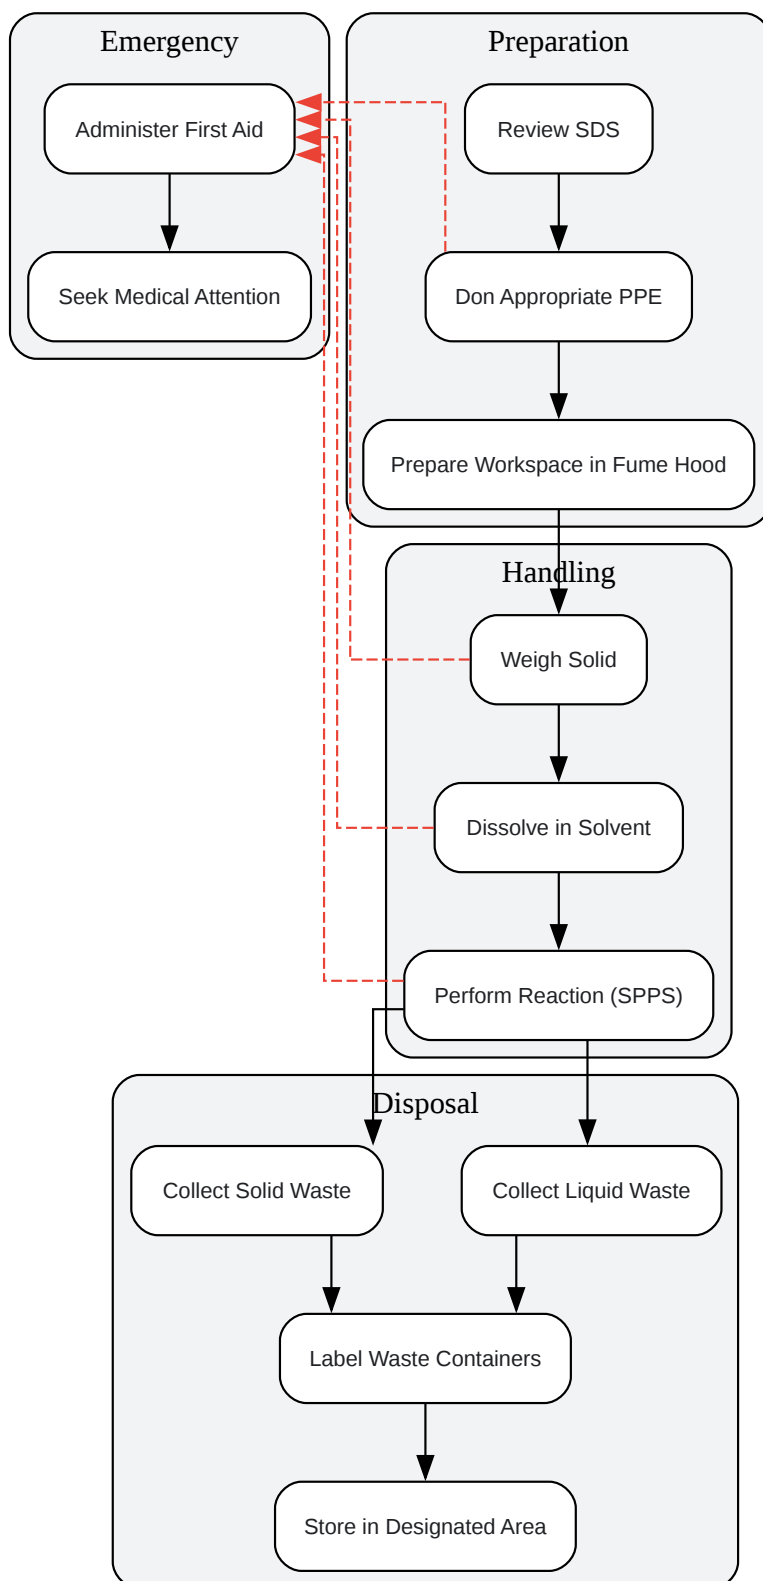 Emergency
Administer First Aid
Seek Medical Attention
Preparation
Review SDS
Don Appropriate PPE
Prepare Workspace in Fume Hood
Handling
Weigh Solid
Dissolve in Solvent
Perform Reaction (SPPS)
Disposal
Collect Solid Waste
Collect Liquid Waste
Label Waste Containers
Store in Designated Area